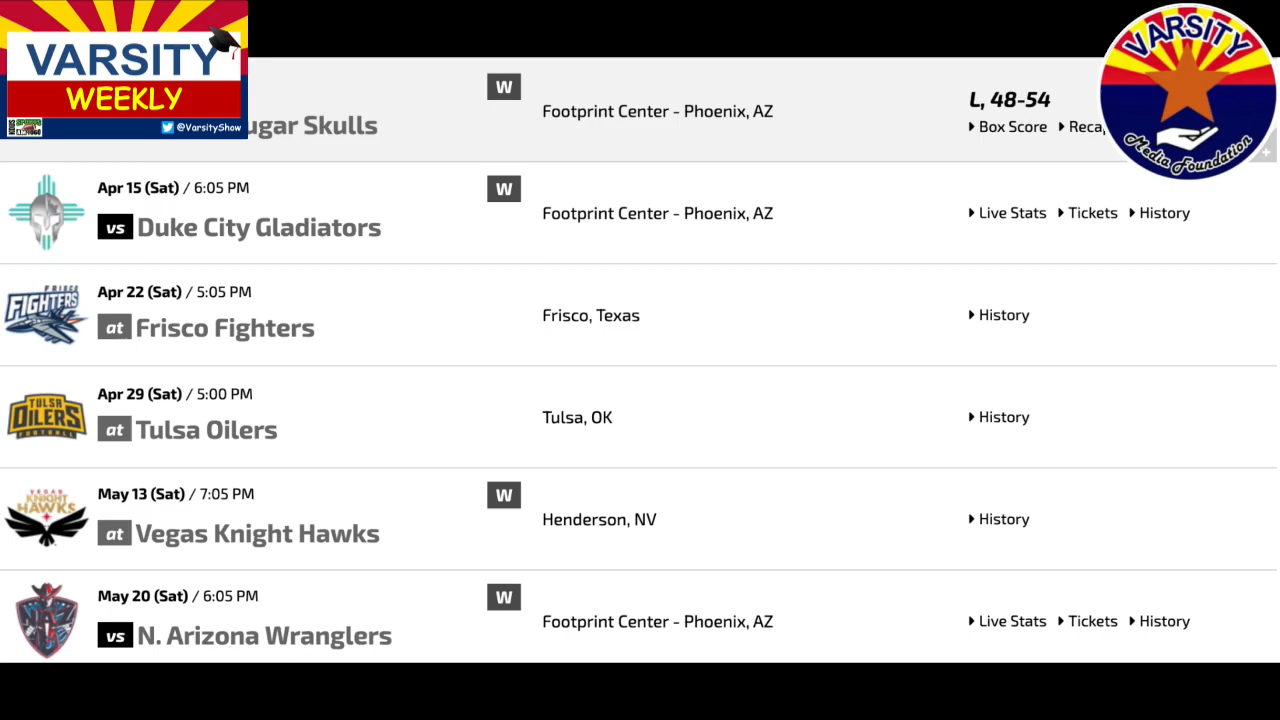 VARSITY
WEEKLY
@VarsityShow
VARSITY
Media Foundation
W
Footprint Center - Phoenix, AZ
L, 48-54
Box Score
Skulls
Apr 15 (Sat) / 6:05 PM
W
vs Duke City Gladiators
Footprint Center - Phoenix, AZ
Live Stats Tickets History
FRISCO
FIGHTERS
Apr 22 (Sat) / 5:05 PM
at Frisco Fighters
Frisco, Texas
History
TULSA
OILERS
FOOTBALL
Apr 29 (Sat) / 5:00 PM
at Tulsa Oilers
Tulsa, OK
History
VEGAS
KNIGHT
HAWKS
May 13 (Sat) / 7:05 PM
W
at Vegas Knight Hawks
Henderson, NV
History
NAZ
May 20 (Sat) / 6:05 PM
W
vs N. Arizona Wranglers
Footprint Center - Phoenix, AZ
Live Stats Tickets History